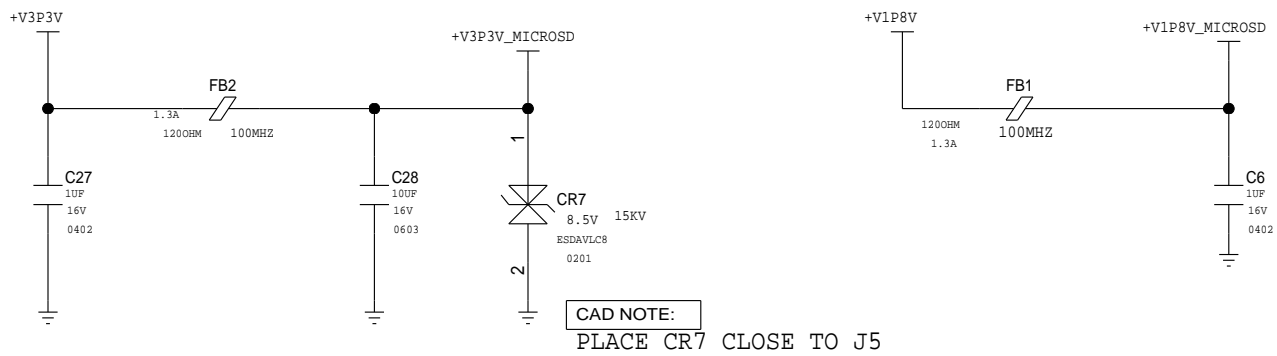 +V3P3V
+V3P3V_MICROSD
FB2
1.3A
120OHM
100MHZ
C27
1UF
16V
0402
C28
10UF
16V
0603
1
CR7
8.5V 15KV
ESDAVLC8
0201
2
CAD NOTE:
PLACE CR7 CLOSE TO J5
+V1P8V
+V1P8V_MICROSD
FB1
120OHM
1.3A
100MHZ
C6
1UF
16V
0402